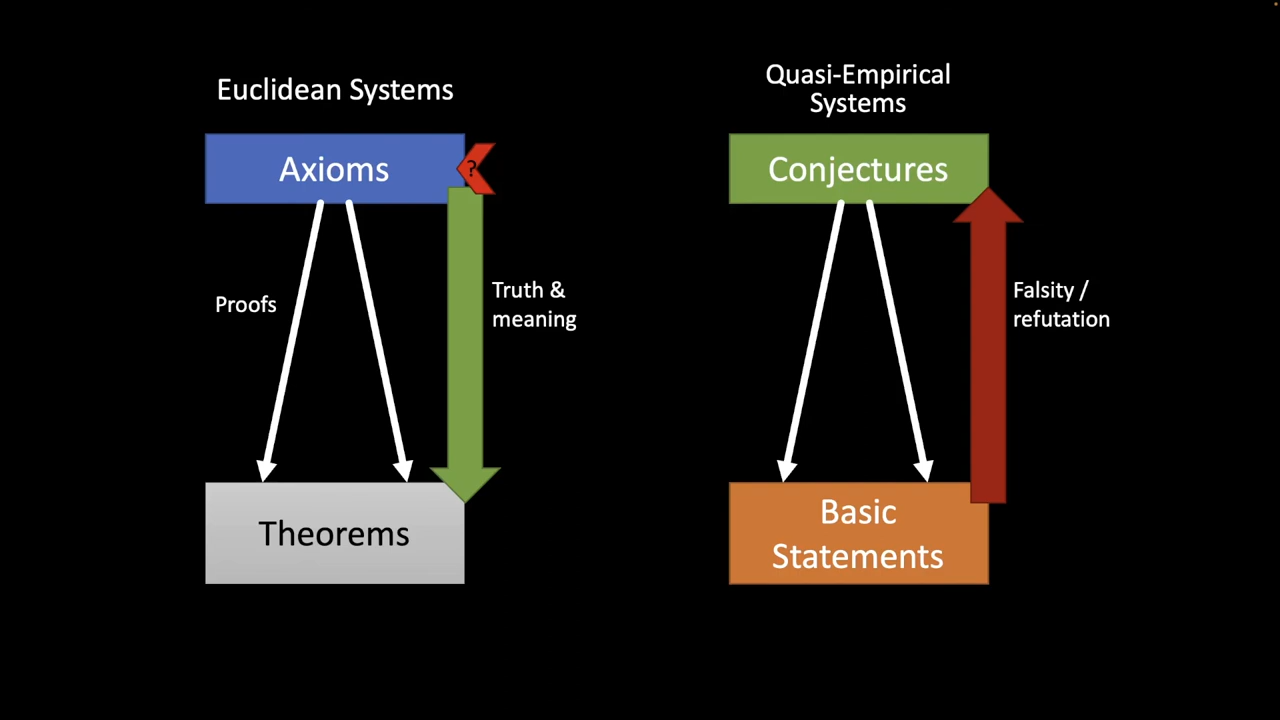 Euclidean Systems
Axioms
?
Proofs
Truth &
meaning
Theorems
Quasi-Empirical
Systems
Conjectures
Falsity /
refutation
Basic
Statements